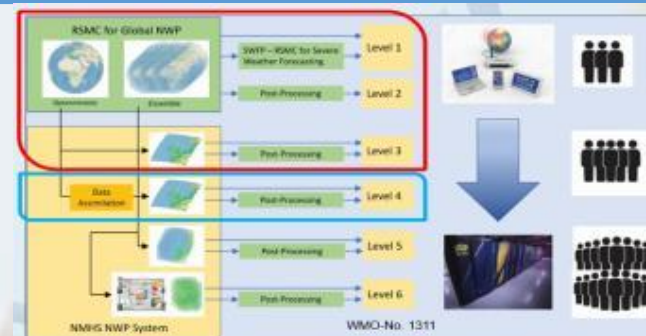 RSMC for Global NWP
Deterministic
Ensemble
SWFP – RSMC for Severe
Weather Forecasting
Level 1
Post-Processing
Level 2
Post-Processing
Level 3
Data
Assimilation
Post-Processing
Level 4
Post-Processing
Level 5
Post-Processing
Level 6
NMHS NWP System
WMO-No. 1311